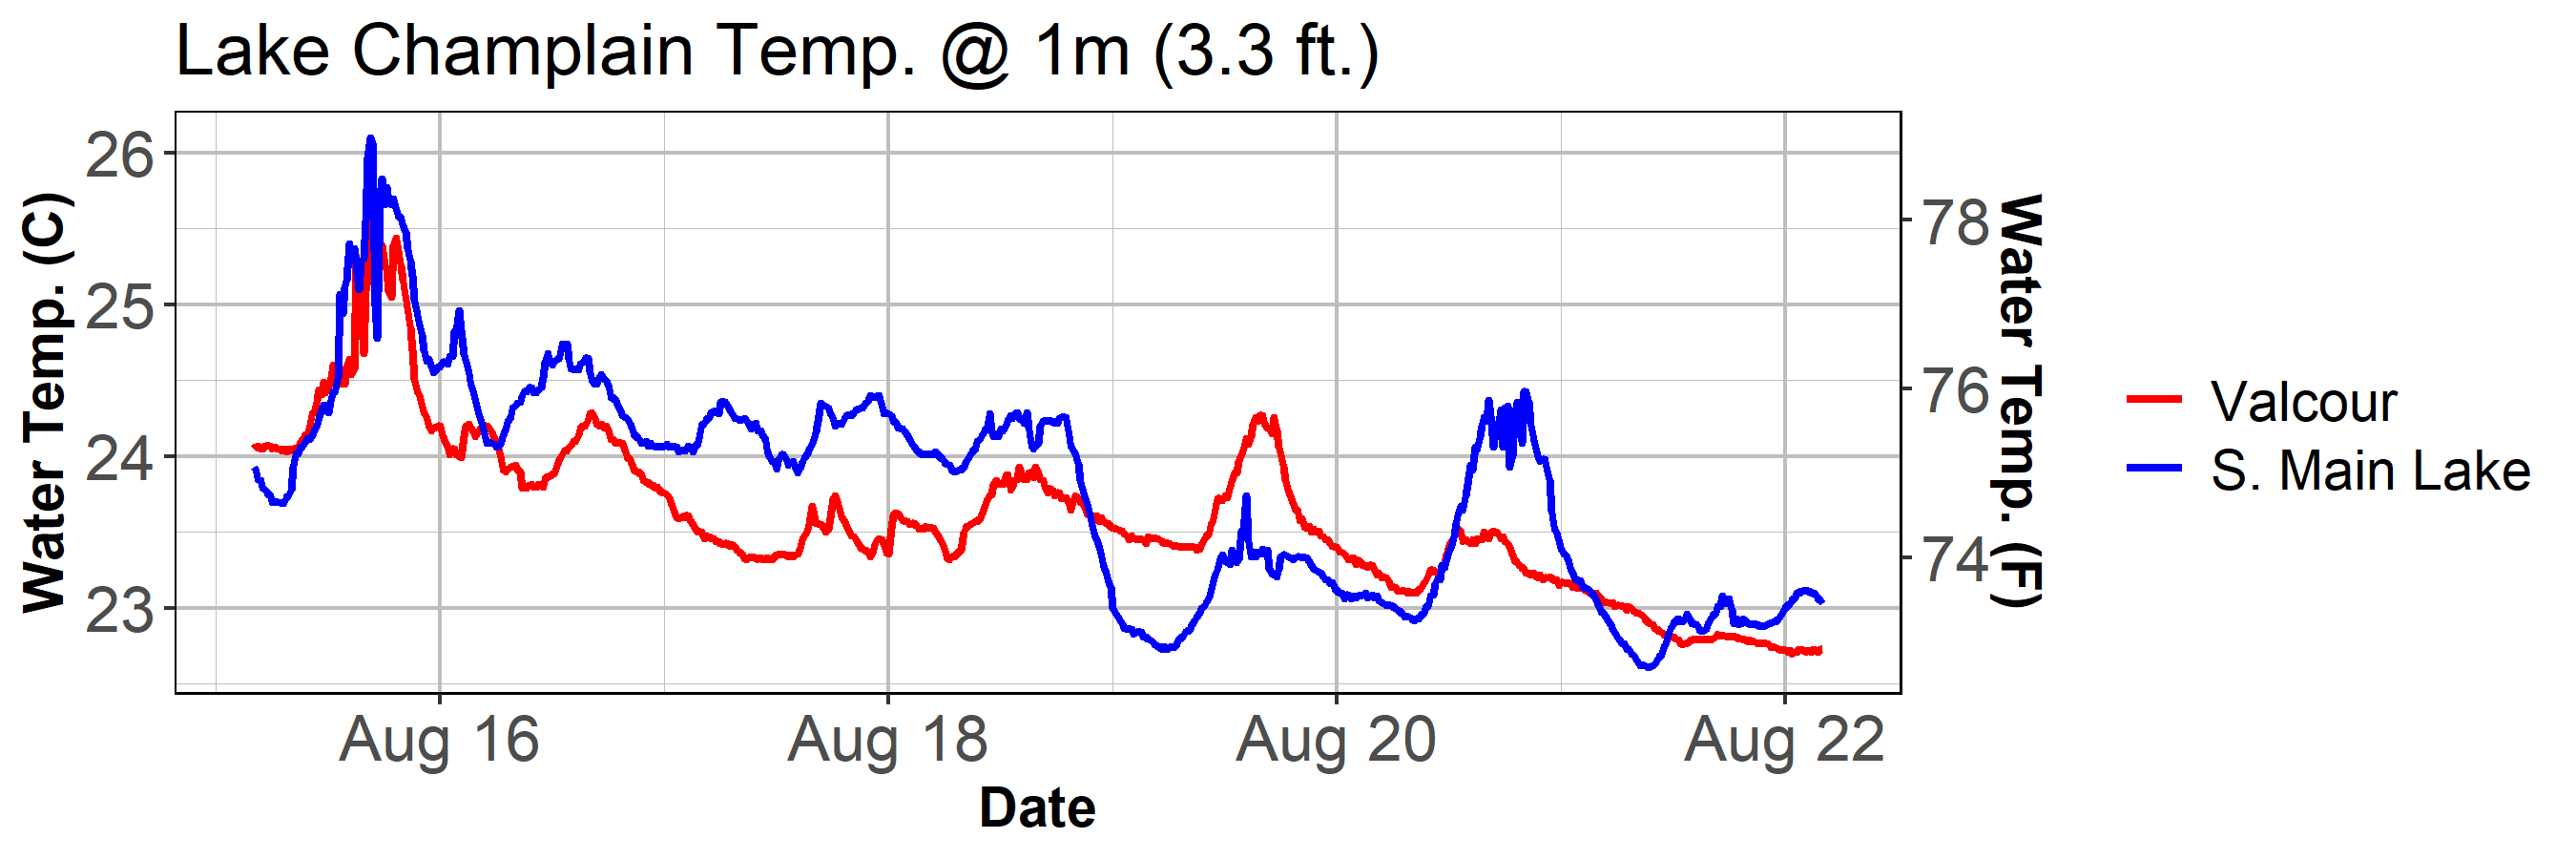 Lake Champlain Temp. @ 1m (3.3 ft.)
Water Temp. (C)
26
25
24
23
Aug 16
Aug 18
Aug 20
Aug 22
Date
78
76
74
Water Temp. (F)
Valcour
S. Main Lake